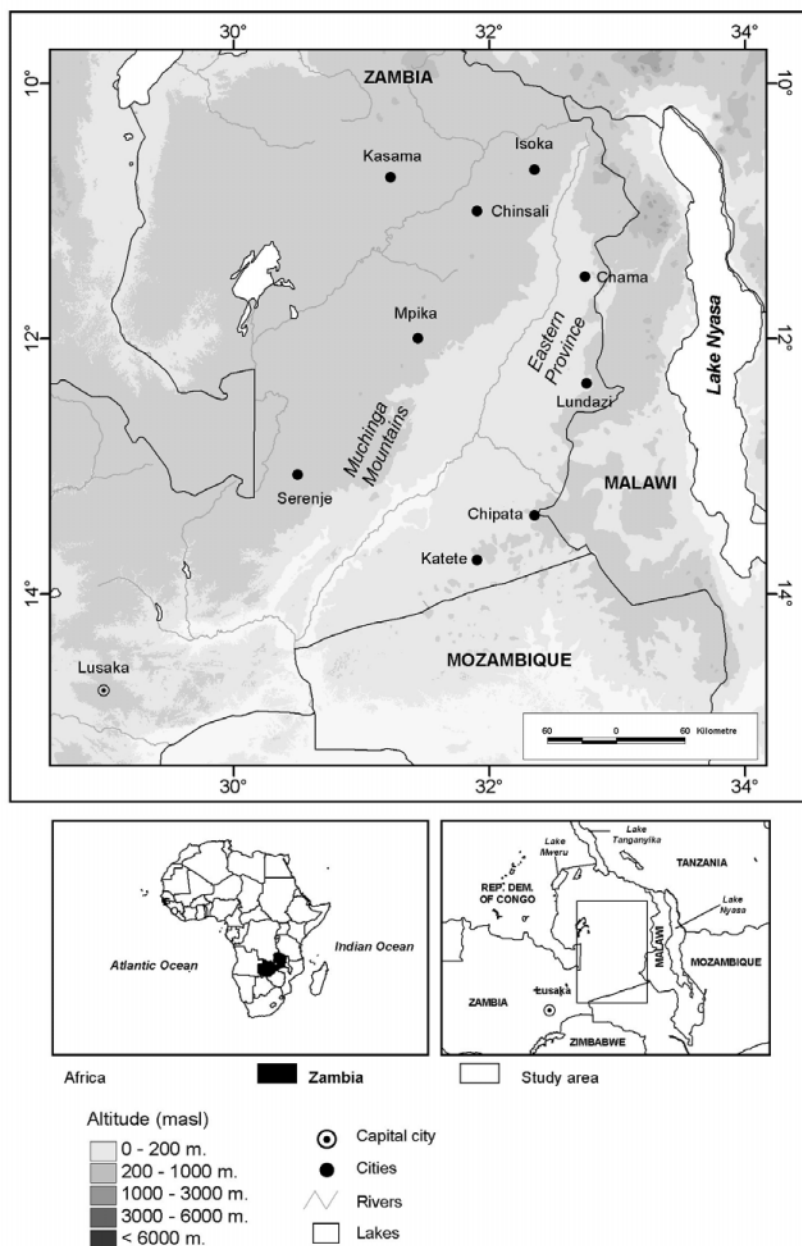 30° 32° 34°
10° 10°
ZAMBIA
Isoka
Kasama
Chinsali
Chama
Mpika
12° 12°
Eastern
Province
Lake Nyasa
Lundazi
Muchinga
Mountains
MALAWI
Serenje
Chipata
Katete
14° 14°
Lusaka
MOZAMBIQUE
60 0 60 Kilometre
30° 32° 34°
Atlantic Ocean
Indian Ocean
Lake
Tanganyika
Lake
Mweru
TANZANIA
REP. DEM.
OF CONGO
Lake
Nyasa
MALAWI
MOZAMBIQUE
ZAMBIA
Lusaka
ZIMBABWE
Africa
Zambia
Study area
Altitude (masl)
0 - 200 m.
200 - 1000 m.
1000 - 3000 m.
3000 - 6000 m.
< 6000 m.
Capital city
Cities
Rivers
Lakes